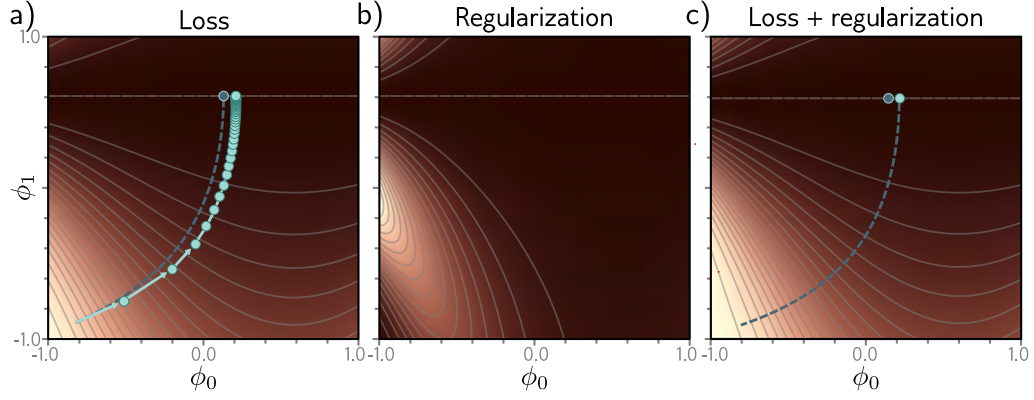 a) Loss
b) Regularization
c) Loss + regularization
1.0
ϕ₁
-1.0
-1.0 0.0 1.0
ϕ₀
-1.0 0.0 1.0
ϕ₀
-1.0 0.0 1.0
ϕ₀